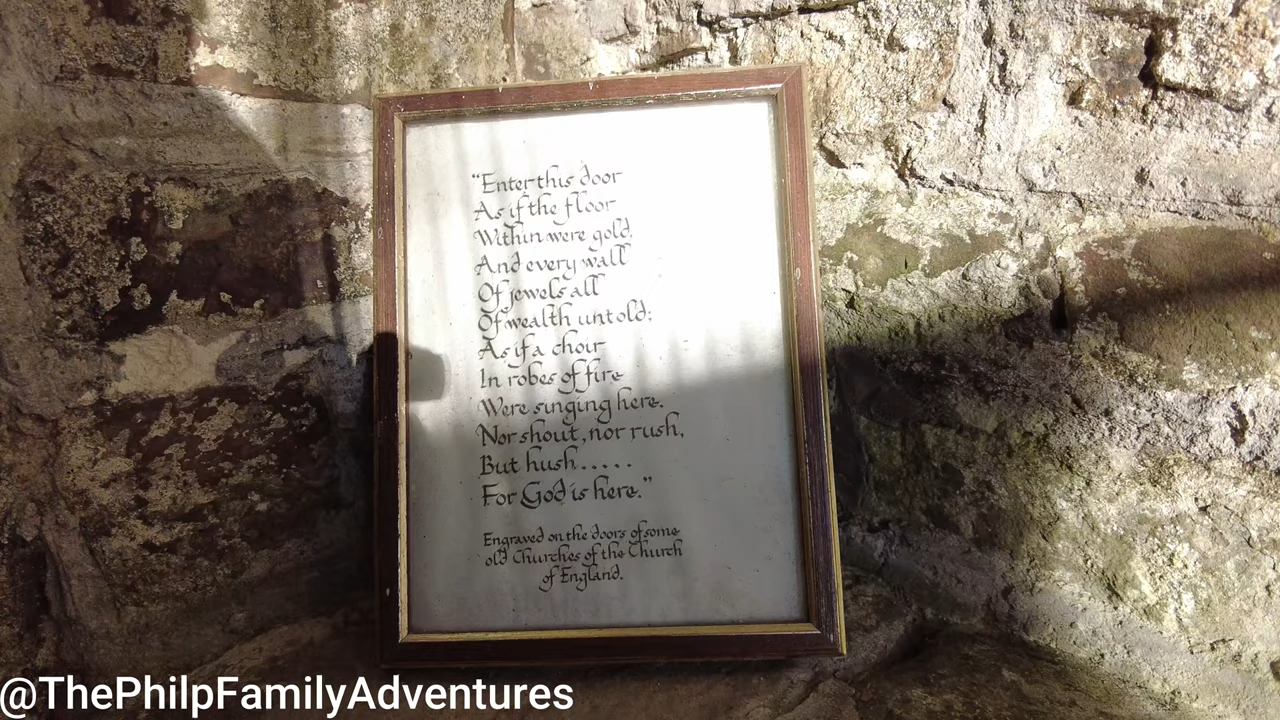 “Enter this door
As if the floor
Within were gold,
And every wall
Of jewels all
Of wealth untold;
As if a choir
In robes of fire
Were singing here.
Nor shout, nor rush,
But hush.....
For God is here.”
Engraved on the doors of some
old Churches of the Church
of England.
@ThePhilpFamilyAdventures